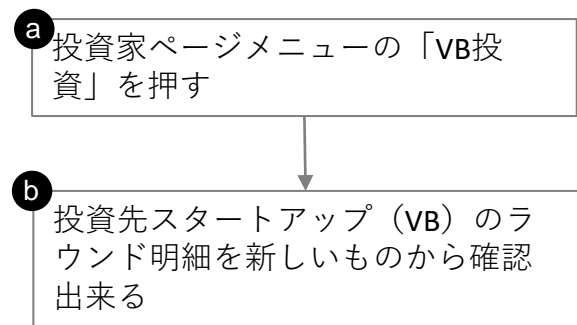 a
投資家ページメニューの「VB投
資」を押す
b
投資先スタートアップ（VB）のラ
ウンド明細を新しいものから確認
出来る